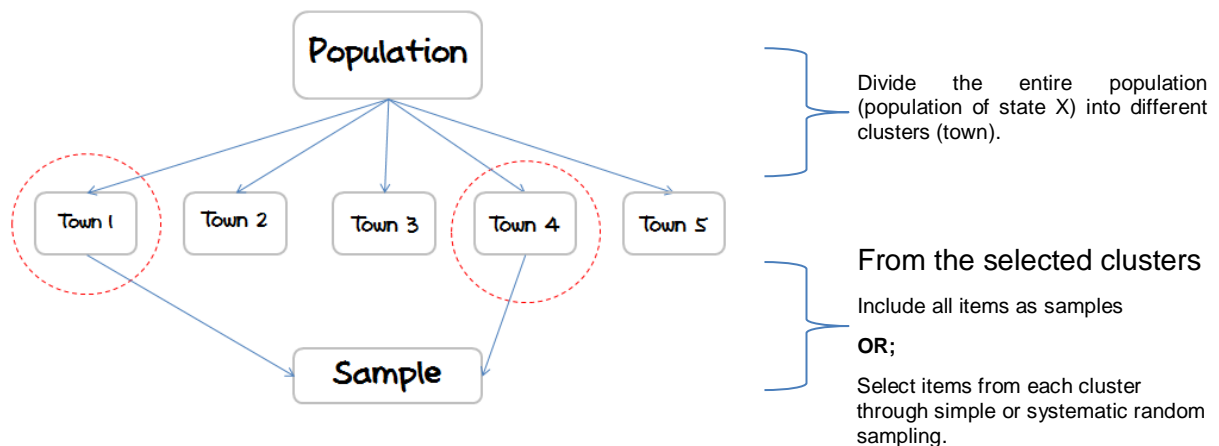 Population
Divide the entire population
(population of state X) into different
clusters (town).
Town 1
Town 2
Town 3
Town 4
Town 5
From the selected clusters
Include all items as samples
OR;
Select items from each cluster
through simple or systematic random
sampling.
Sample